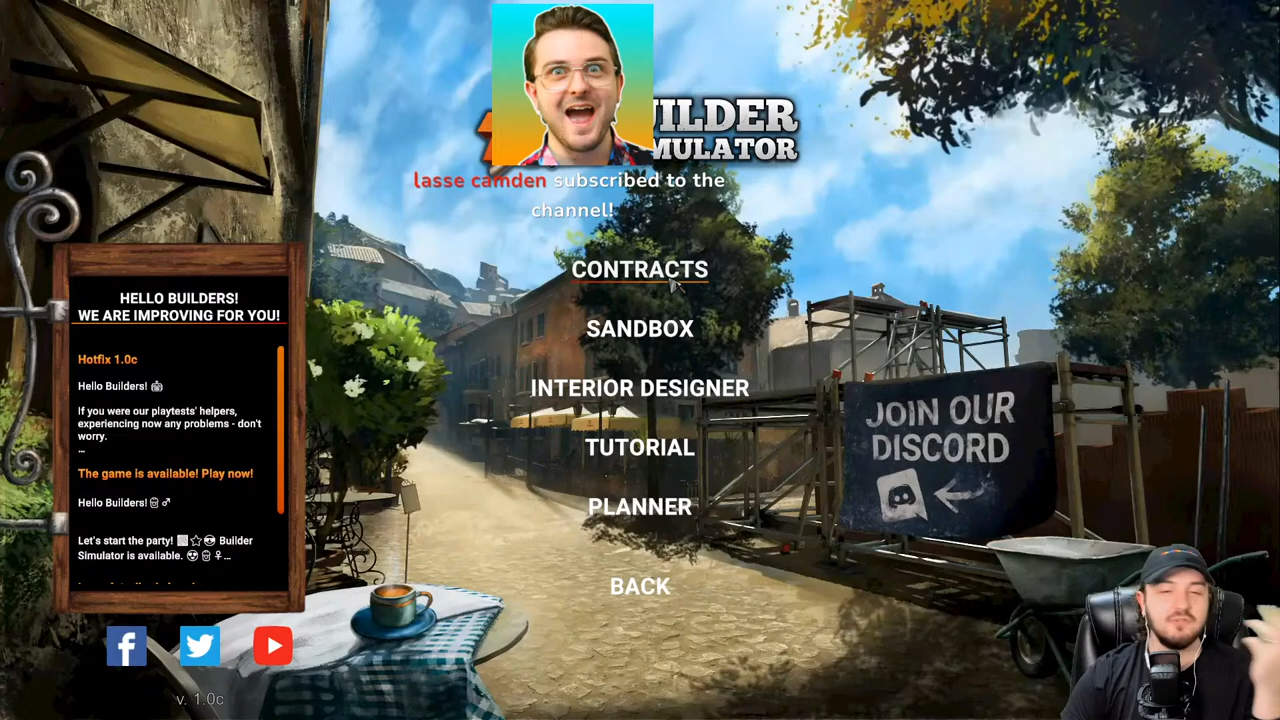 UILDER
MULATOR
lasse camden subscribed to the
channel!
CONTRACTS
SANDBOX
INTERIOR DESIGNER
TUTORIAL
PLANNER
BACK
HELLO BUILDERS!
WE ARE IMPROVING FOR YOU!
Hotfix 1.0c
Hello Builders!
If you were our playtests' helpers,
experiencing now any problems - don't
worry.
...
The game is available! Play now!
Hello Builders! ♂
Let's start the party! Builder
Simulator is available. ♀...
JOIN OUR
DISCORD
v. 1.0c